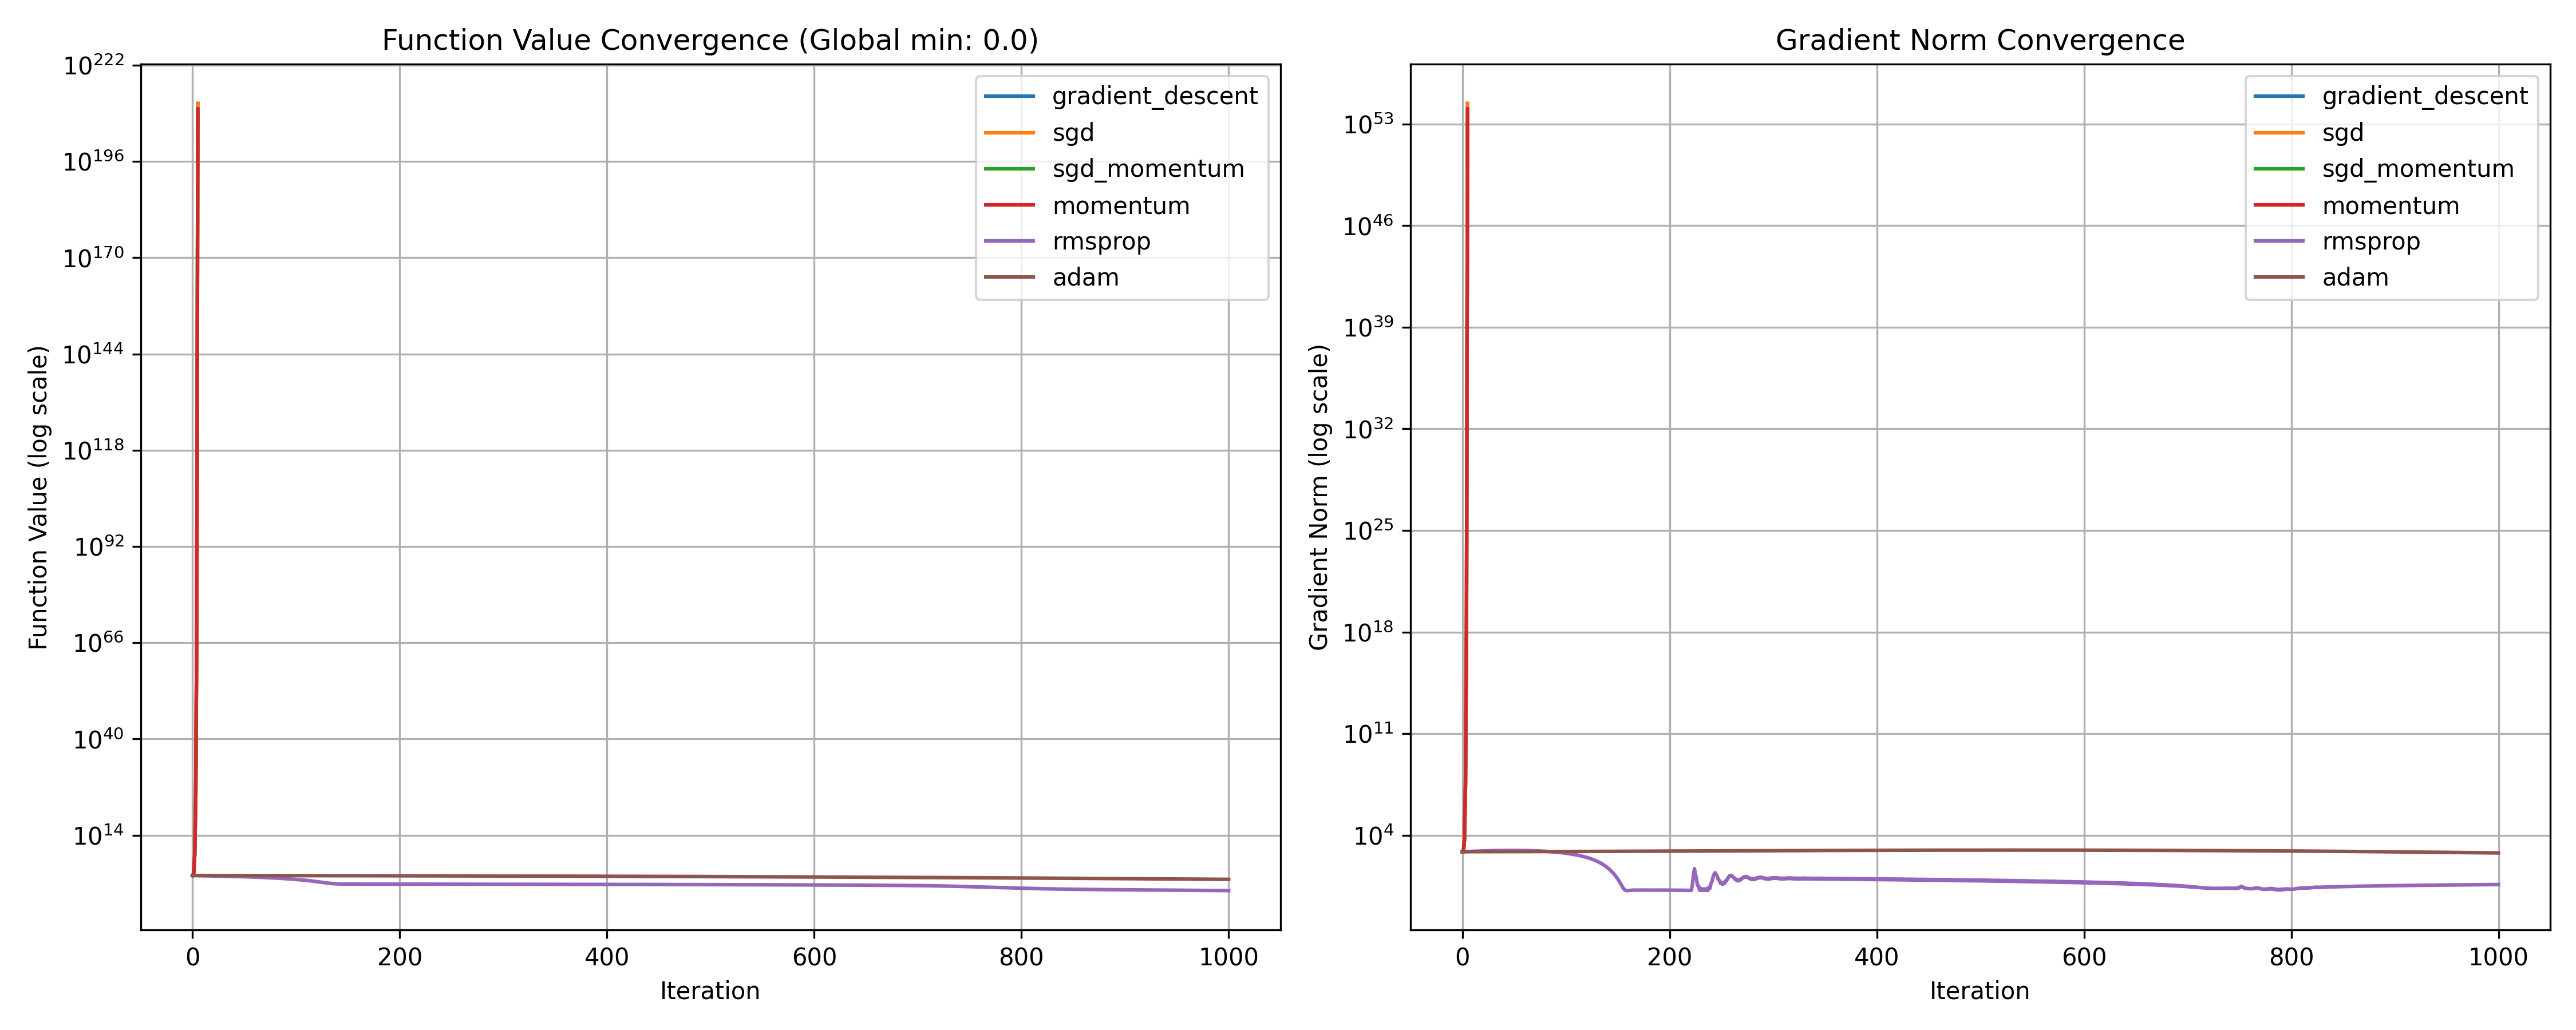 Function Value Convergence (Global min: 0.0)
Function Value (log scale)
10^222
10^196
10^170
10^144
10^118
10^92
10^66
10^40
10^14
0
200
400
600
800
1000
Iteration
gradient_descent
sgd
sgd_momentum
momentum
rmsprop
adam
Gradient Norm Convergence
Gradient Norm (log scale)
10^53
10^46
10^39
10^32
10^25
10^18
10^11
10^4
0
200
400
600
800
1000
Iteration
gradient_descent
sgd
sgd_momentum
momentum
rmsprop
adam